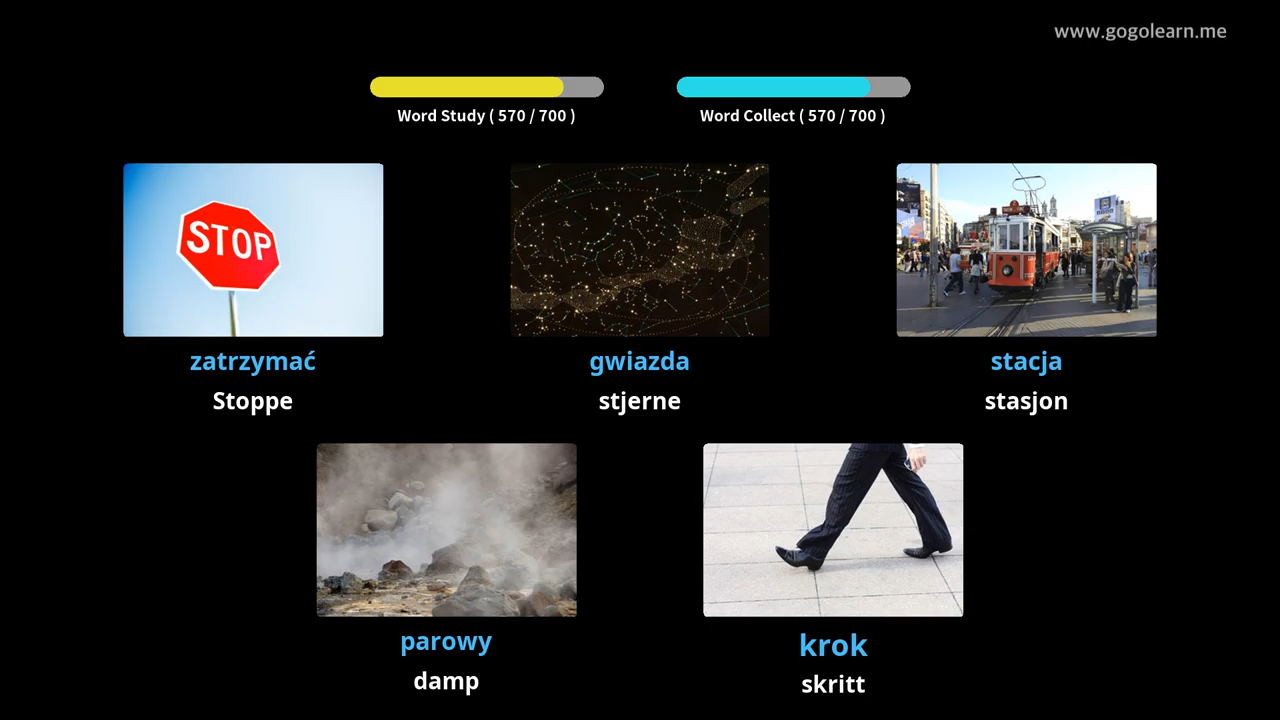 www.gogolearn.me
Word Study ( 570 / 700 )
Word Collect ( 570 / 700 )
STOP
zatrzymać
Stoppe
gwiazda
stjerne
stacja
stasjon
parowy
damp
krok
skritt